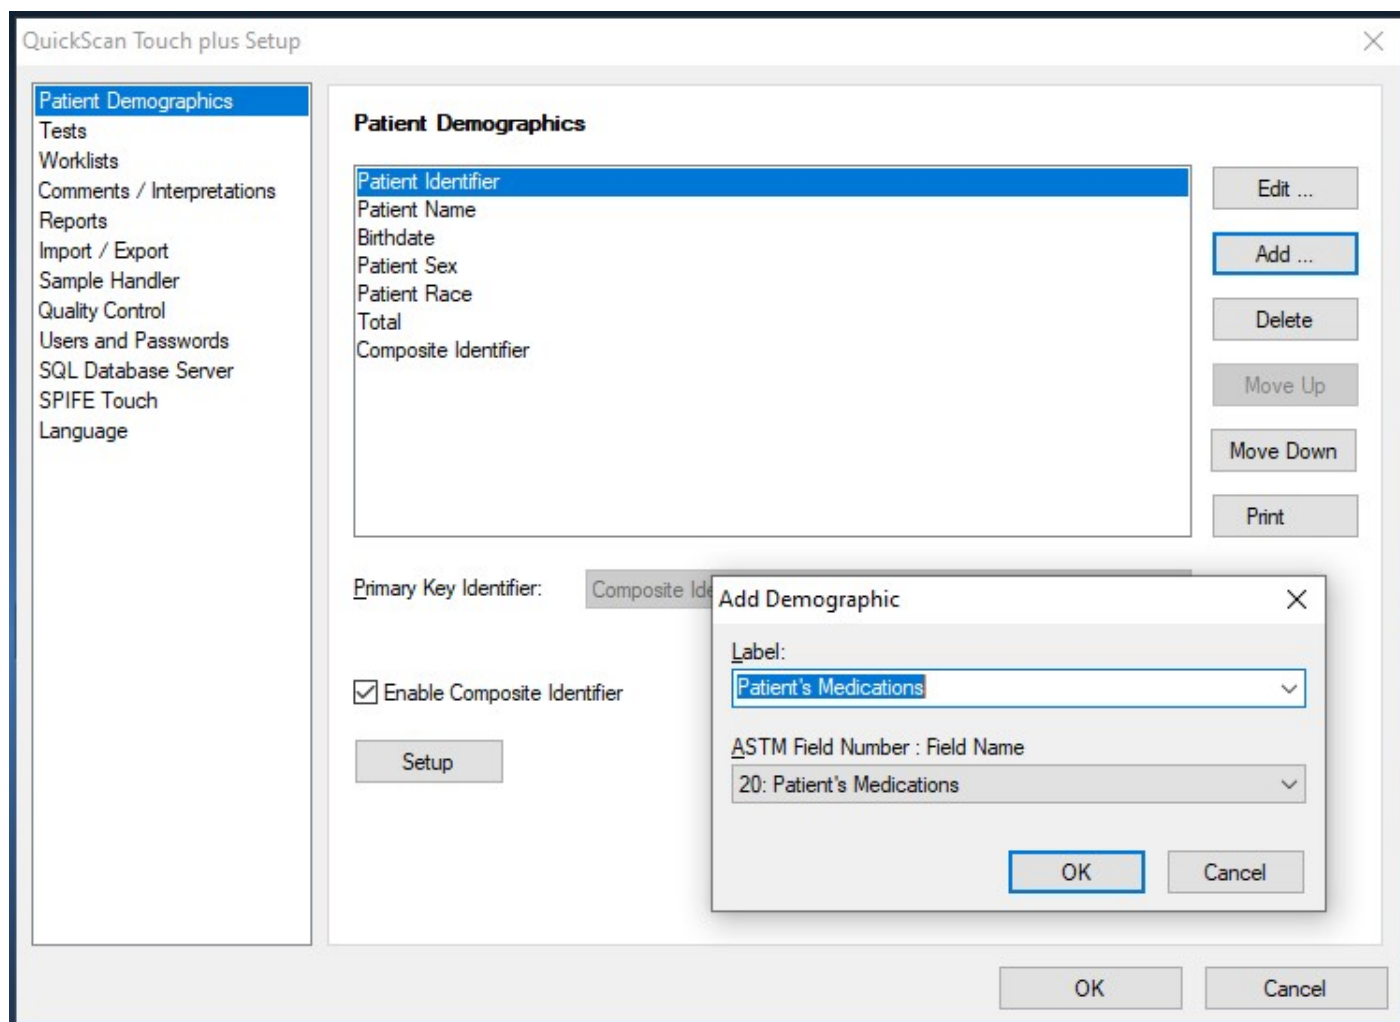 QuickScan Touch plus Setup
Patient Demographics
Tests
Worklists
Comments / Interpretations
Reports
Import / Export
Sample Handler
Quality Control
Users and Passwords
SQL Database Server
SPIFE Touch
Language
Patient Demographics
Patient Identifier
Patient Name
Birthdate
Patient Sex
Patient Race
Total
Composite Identifier
Edit ...
Add ...
Delete
Move Up
Move Down
Print
Primary Key Identifier:
Composite Ide
Enable Composite Identifier
Setup
Add Demographic
Label:
Patient's Medications
ASTM Field Number : Field Name
20: Patient's Medications
OK
Cancel
OK
Cancel